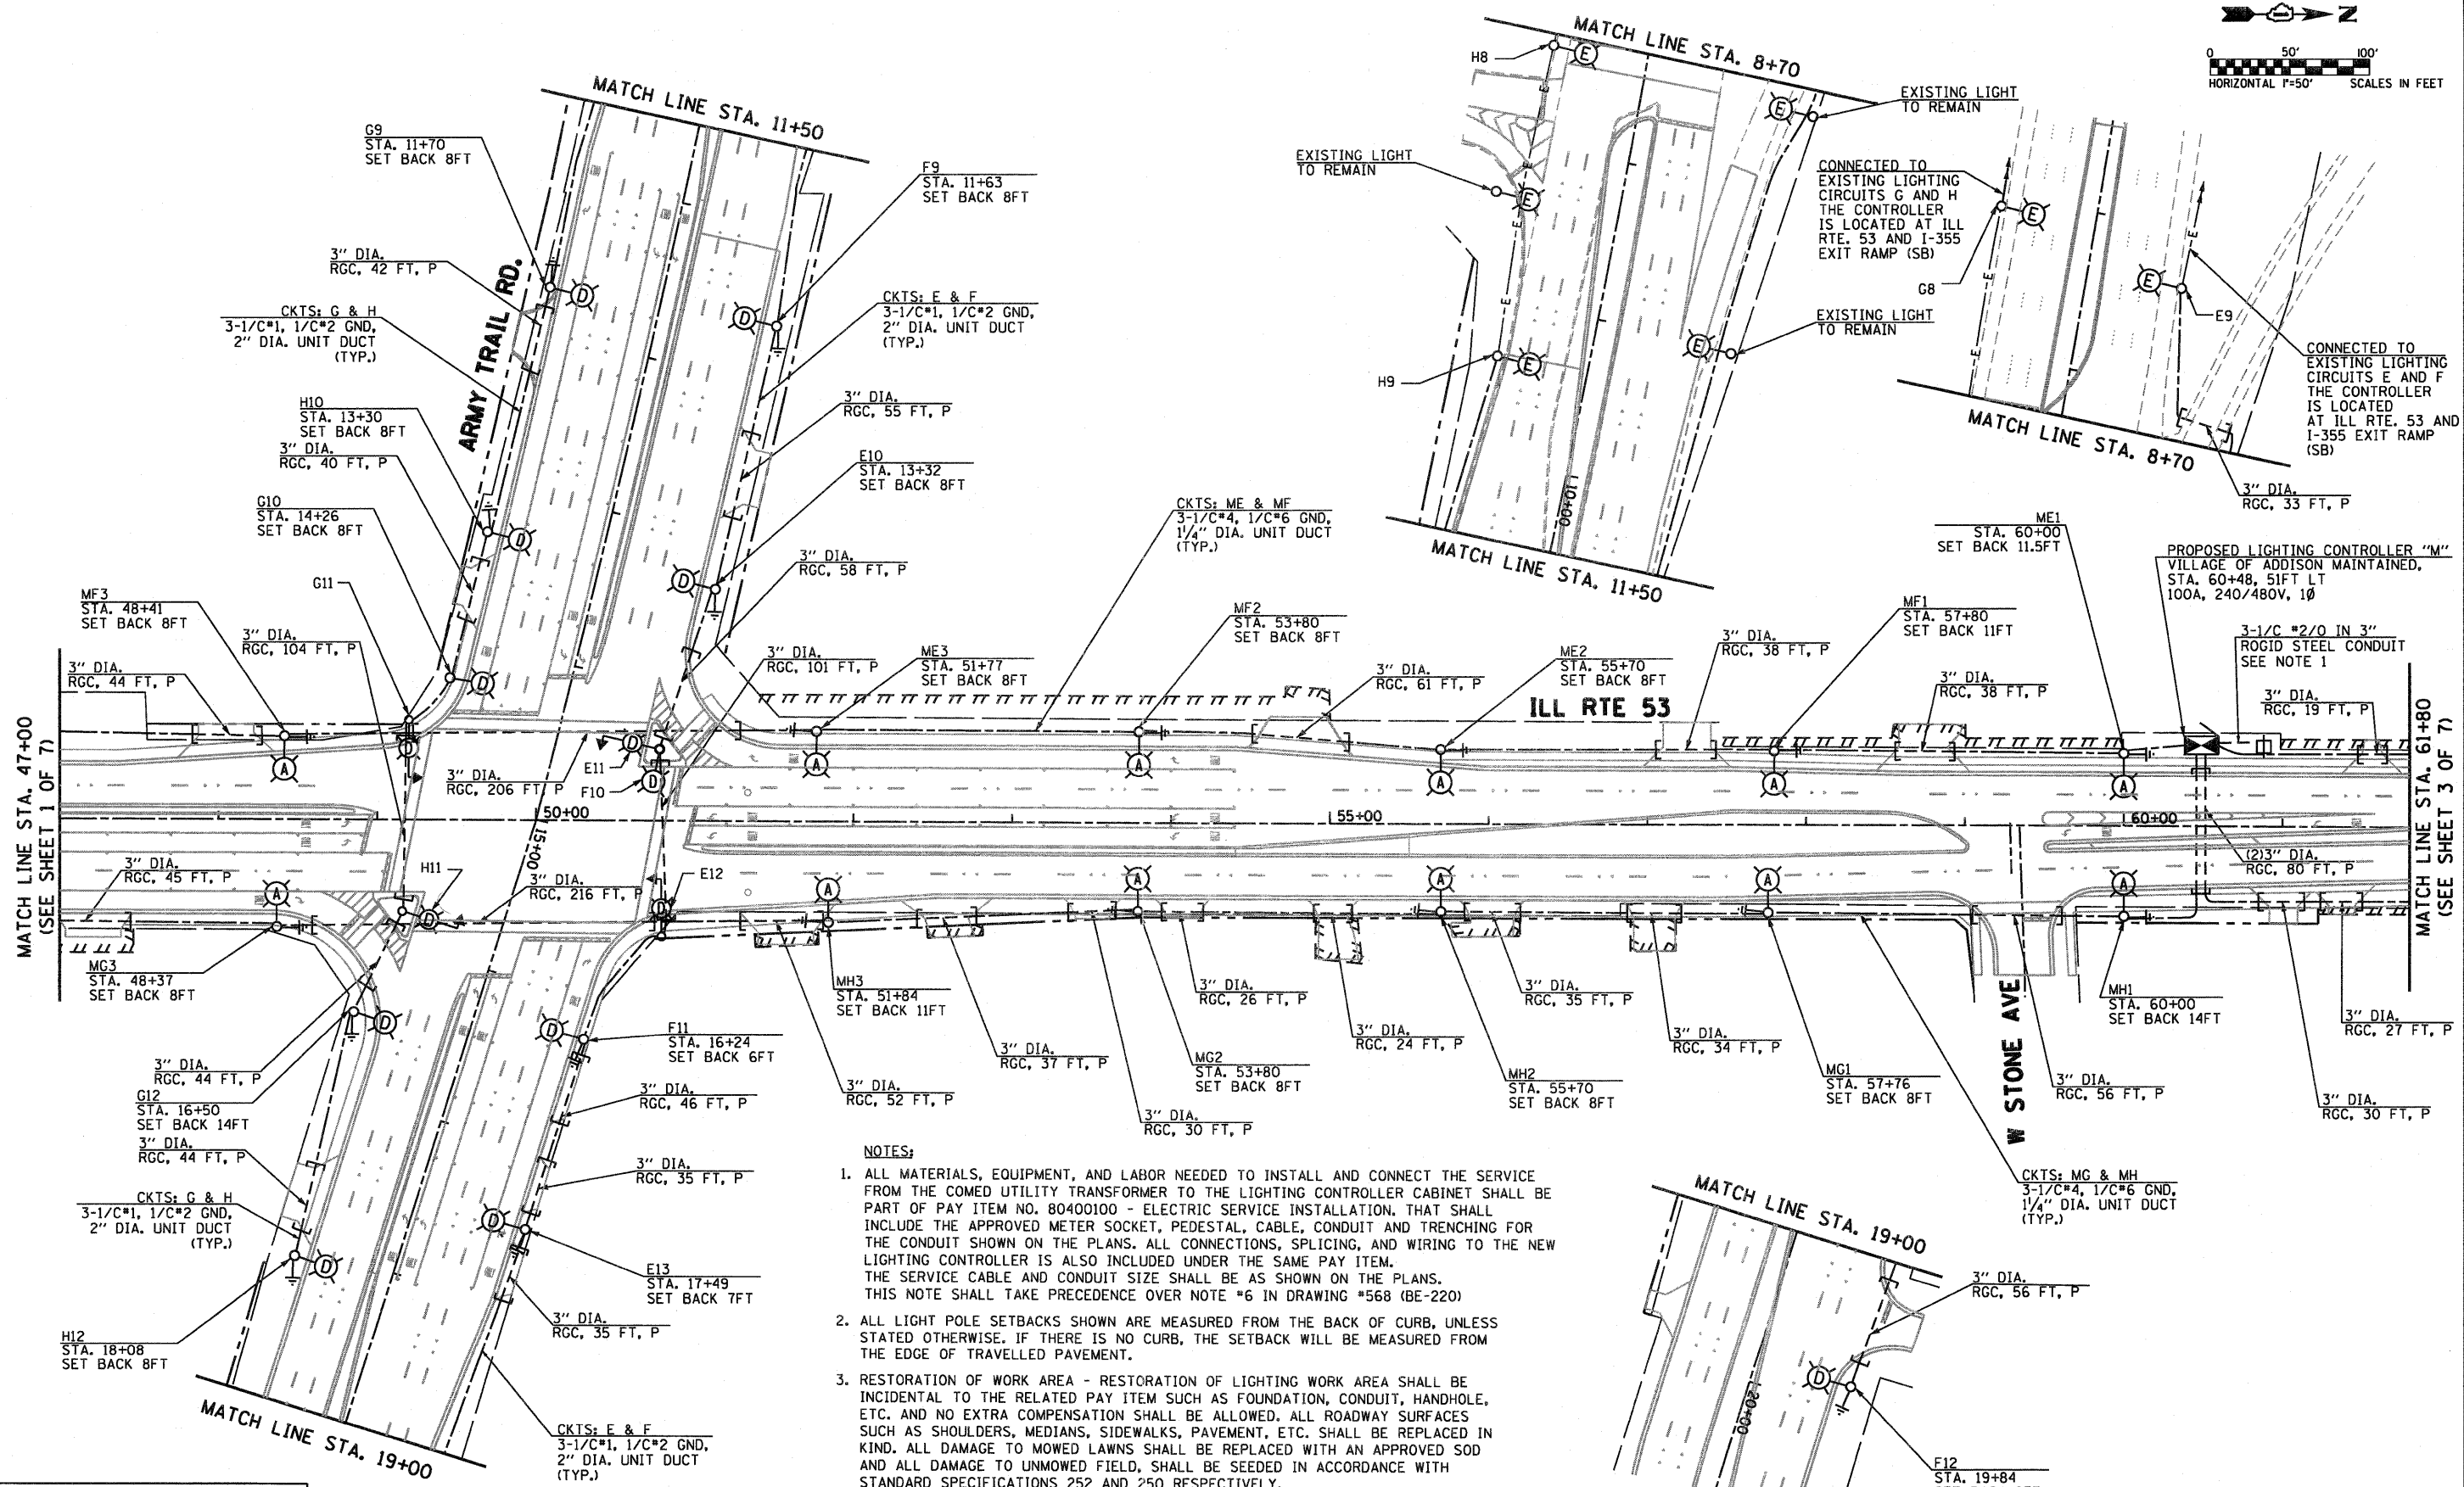 N
0 50' 100'
HORIZONTAL 1"=50' SCALES IN FEET
MATCH LINE STA. 11+50
G9
STA. 11+70
SET BACK 8FT
F9
STA. 11+63
SET BACK 8FT
3" DIA.
RGC, 42 FT, P
ARMY TRAIL RD.
CKTS: G & H
3-1/C#1, 1/C#2 GND,
2" DIA. UNIT DUCT
(TYP.)
CKTS: E & F
3-1/C#1, 1/C#2 GND,
2" DIA. UNIT DUCT
(TYP.)
3" DIA.
RGC, 55 FT, P
H10
STA. 13+30
SET BACK 8FT
3" DIA.
RGC, 40 FT, P
E10
STA. 13+32
SET BACK 8FT
G10
STA. 14+26
SET BACK 8FT
3" DIA.
RGC, 58 FT, P
G11
D
D
D
D
D
MATCH LINE STA. 8+70
H8
E
EXISTING LIGHT
TO REMAIN
E
EXISTING LIGHT
TO REMAIN
E
H9
E
E
EXISTING LIGHT
TO REMAIN
10+00
MATCH LINE STA. 11+50
CONNECTED TO
EXISTING LIGHTING
CIRCUITS G AND H
THE CONTROLLER
IS LOCATED AT ILL
RTE. 53 AND I-355
EXIT RAMP (SB)
E
G8
E
E9
CONNECTED TO
EXISTING LIGHTING
CIRCUITS E AND F
THE CONTROLLER
IS LOCATED
AT ILL RTE. 53 AND
I-355 EXIT RAMP
(SB)
MATCH LINE STA. 8+70
3" DIA.
RGC, 33 FT, P
CKTS: ME & MF
3-1/C#4, 1/C#6 GND,
1¼" DIA. UNIT DUCT
(TYP.)
ME1
STA. 60+00
SET BACK 11.5FT
PROPOSED LIGHTING CONTROLLER "M"
VILLAGE OF ADDISON MAINTAINED,
STA. 60+48, 51FT LT
100A, 240/480V, 1Ø
3-1/C #2/0 IN 3"
ROGID STEEL CONDUIT
SEE NOTE 1
3" DIA.
RGC, 19 FT, P
MF3
STA. 48+41
SET BACK 8FT
3" DIA.
RGC, 104 FT, P
3" DIA.
RGC, 44 FT, P
3" DIA.
RGC, 101 FT, P
ME3
STA. 51+77
SET BACK 8FT
MF2
STA. 53+80
SET BACK 8FT
3" DIA.
RGC, 61 FT, P
ME2
STA. 55+70
SET BACK 8FT
3" DIA.
RGC, 38 FT, P
MF1
STA. 57+80
SET BACK 11FT
3" DIA.
RGC, 38 FT, P
ILL RTE 53
MATCH LINE STA. 47+00
(SEE SHEET 1 OF 7)
MATCH LINE STA. 61+80
(SEE SHEET 3 OF 7)
A
D
D
E11
D
F10
A
A
A
A
A
3" DIA.
RGC, 206 FT, P
50+00
15+00
55+00
60+00
3" DIA.
RGC, 45 FT, P
A
H11
D
3" DIA.
RGC, 216 FT, P
D
E12
A
A
A
A
A
(2)3" DIA.
RGC, 80 FT, P
MG3
STA. 48+37
SET BACK 8FT
MH3
STA. 51+84
SET BACK 11FT
3" DIA.
RGC, 26 FT, P
3" DIA.
RGC, 35 FT, P
MH1
STA. 60+00
SET BACK 14FT
3" DIA.
RGC, 27 FT, P
D
D
F11
STA. 16+24
SET BACK 6FT
3" DIA.
RGC, 37 FT, P
3" DIA.
RGC, 24 FT, P
3" DIA.
RGC, 34 FT, P
W STONE AVE
3" DIA.
RGC, 44 FT, P
G12
STA. 16+50
SET BACK 14FT
3" DIA.
RGC, 46 FT, P
3" DIA.
RGC, 52 FT, P
MG2
STA. 53+80
SET BACK 8FT
MH2
STA. 55+70
SET BACK 8FT
MG1
STA. 57+76
SET BACK 8FT
3" DIA.
RGC, 56 FT, P
3" DIA.
RGC, 30 FT, P
3" DIA.
RGC, 30 FT, P
3" DIA.
RGC, 44 FT, P
3" DIA.
RGC, 35 FT, P
CKTS: G & H
3-1/C#1, 1/C#2 GND,
2" DIA. UNIT DUCT
(TYP.)
D
D
E13
STA. 17+49
SET BACK 7FT
3" DIA.
RGC, 35 FT, P
H12
STA. 18+08
SET BACK 8FT
MATCH LINE STA. 19+00
CKTS: E & F
3-1/C#1, 1/C#2 GND,
2" DIA. UNIT DUCT
(TYP.)
CKTS: MG & MH
3-1/C#4, 1/C#6 GND,
1¼" DIA. UNIT DUCT
(TYP.)
NOTES:
1. ALL MATERIALS, EQUIPMENT, AND LABOR NEEDED TO INSTALL AND CONNECT THE SERVICE
FROM THE COMED UTILITY TRANSFORMER TO THE LIGHTING CONTROLLER CABINET SHALL BE
PART OF PAY ITEM NO. 80400100 - ELECTRIC SERVICE INSTALLATION. THAT SHALL
INCLUDE THE APPROVED METER SOCKET, PEDESTAL, CABLE, CONDUIT AND TRENCHING FOR
THE CONDUIT SHOWN ON THE PLANS. ALL CONNECTIONS, SPLICING, AND WIRING TO THE NEW
LIGHTING CONTROLLER IS ALSO INCLUDED UNDER THE SAME PAY ITEM.
THE SERVICE CABLE AND CONDUIT SIZE SHALL BE AS SHOWN ON THE PLANS.
THIS NOTE SHALL TAKE PRECEDENCE OVER NOTE #6 IN DRAWING #568 (BE-220)
2. ALL LIGHT POLE SETBACKS SHOWN ARE MEASURED FROM THE BACK OF CURB, UNLESS
STATED OTHERWISE. IF THERE IS NO CURB, THE SETBACK WILL BE MEASURED FROM
THE EDGE OF TRAVELLED PAVEMENT.
3. RESTORATION OF WORK AREA - RESTORATION OF LIGHTING WORK AREA SHALL BE
INCIDENTAL TO THE RELATED PAY ITEM SUCH AS FOUNDATION, CONDUIT, HANDHOLE,
ETC. AND NO EXTRA COMPENSATION SHALL BE ALLOWED. ALL ROADWAY SURFACES
SUCH AS SHOULDERS, MEDIANS, SIDEWALKS, PAVEMENT, ETC. SHALL BE REPLACED IN
KIND. ALL DAMAGE TO MOWED LAWNS SHALL BE REPLACED WITH AN APPROVED SOD
AND ALL DAMAGE TO UNMOWED FIELD, SHALL BE SEEDED IN ACCORDANCE WITH
STANDARD SPECIFICATIONS 252 AND 250 RESPECTIVELY.
MATCH LINE STA. 19+00
3" DIA.
RGC, 56 FT, P
D
20+00
F12
STA. 19+84